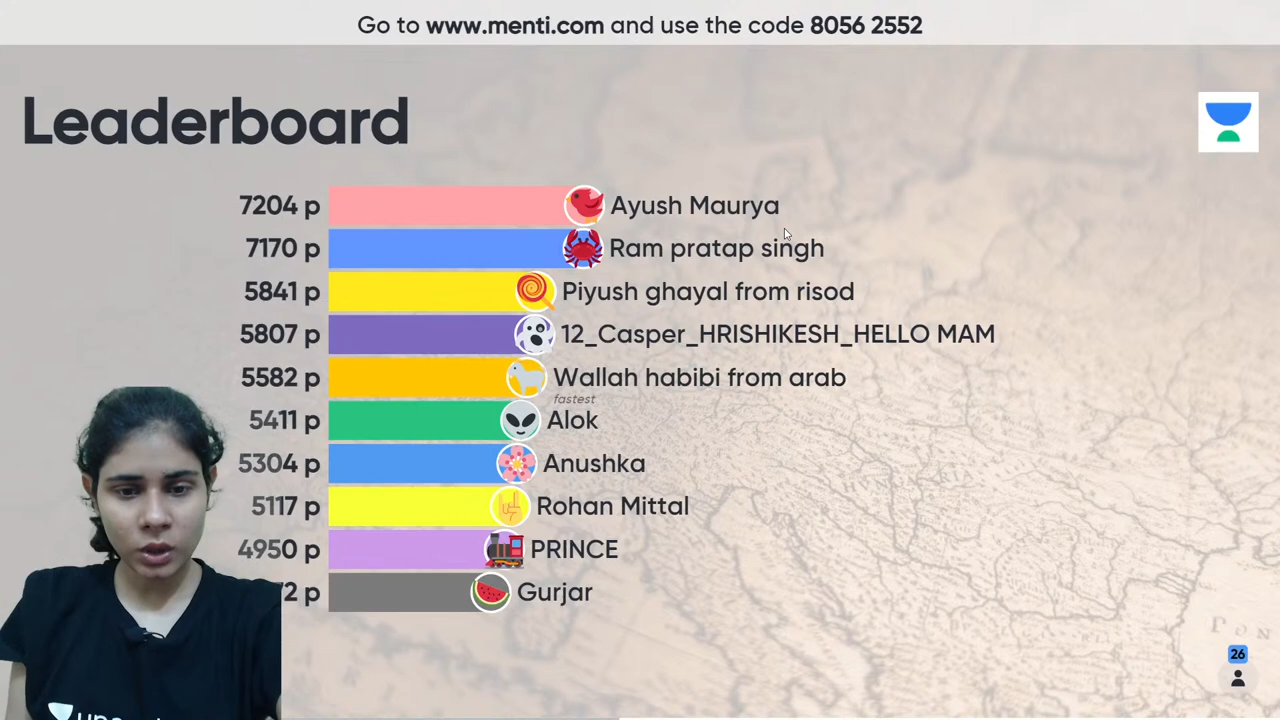 Go to www.menti.com and use the code 8056 2552
Leaderboard
7204 p Ayush Maurya
7170 p Ram pratap singh
5841 p Piyush ghayal from risod
5807 p 12_Casper_HRISHIKESH_HELLO MAM
5582 p Wallah habibi from arab
fastest
5411 p Alok
5304 p Anushka
5117 p Rohan Mittal
4950 p PRINCE
2 p Gurjar
26